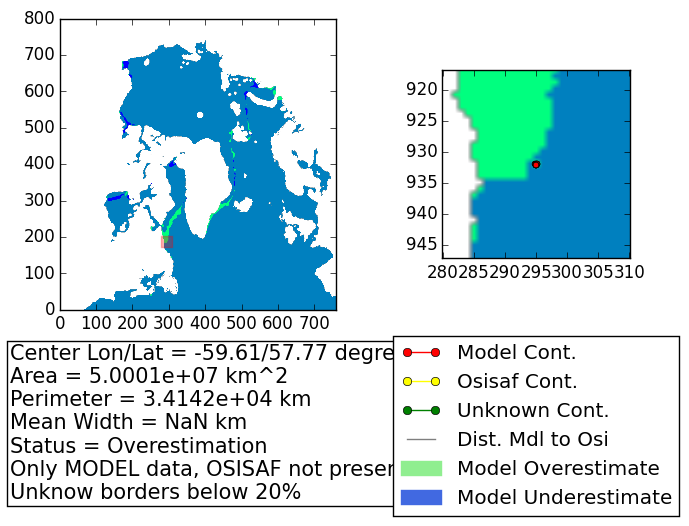 800
700
600
500
400
300
200
100
0
0 100 200 300 400 500 600 700
920
925
930
935
940
945
280 285 290 295 300 305 310
Center Lon/Lat = -59.61/57.77 degre
Area = 5.0001e+07 km^2
Perimeter = 3.4142e+04 km
Mean Width = NaN km
Status = Overestimation
Only MODEL data, OSISAF not presen
Unknow borders below 20%
Model Cont.
Osisaf Cont.
Unknown Cont.
Dist. Mdl to Osi
Model Overestimate
Model Underestimate